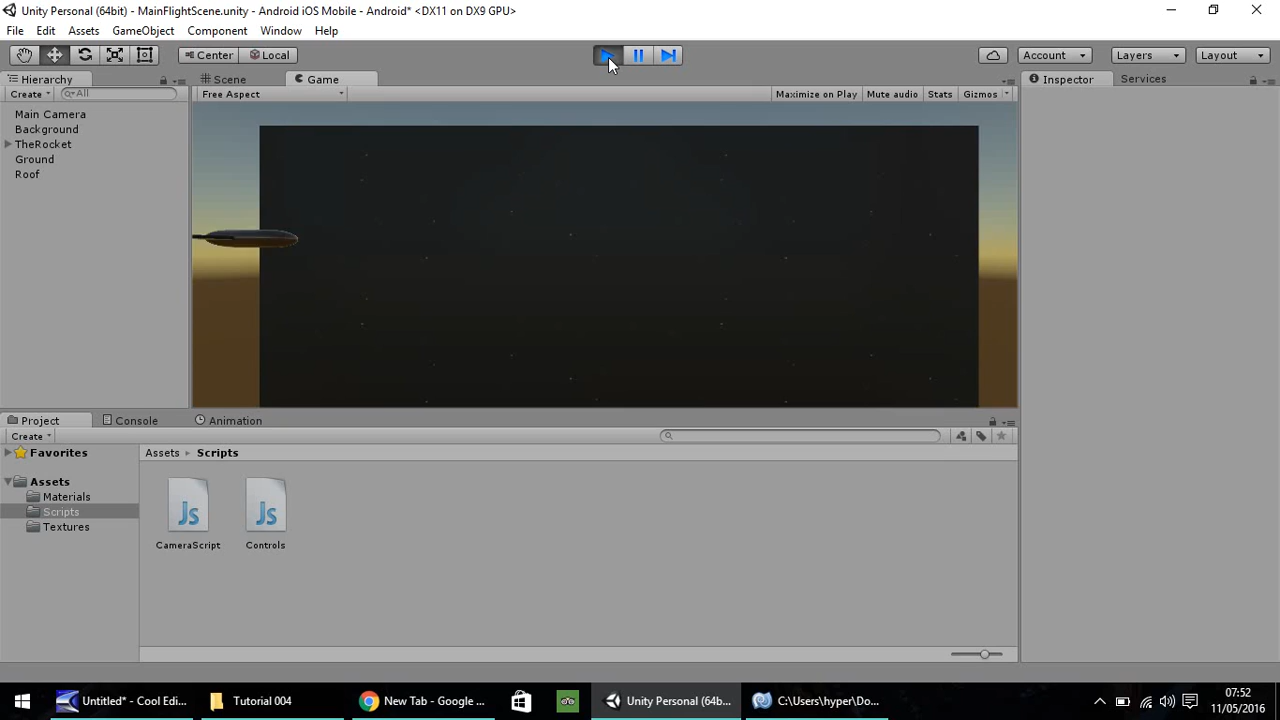 Unity Personal (64bit) - MainFlightScene.unity - Android iOS Mobile - Android* <DX11 on DX9 GPU>
File Edit Assets GameObject Component Window Help
Center Local Account Layers Layout
Hierarchy Scene Game Inspector Services
Create All Free Aspect Maximize on Play Mute audio Stats Gizmos
Main Camera
Background
TheRocket
Ground
Roof
Project Console Animation
Create
Favorites Assets Scripts
Assets
Materials
Scripts
Textures
Js Js
CameraScript Controls
Untitled* - Cool Edi... Tutorial 004 New Tab - Google ... Unity Personal (64b... C:\Users\hyper\Do...
07:52
11/05/2016